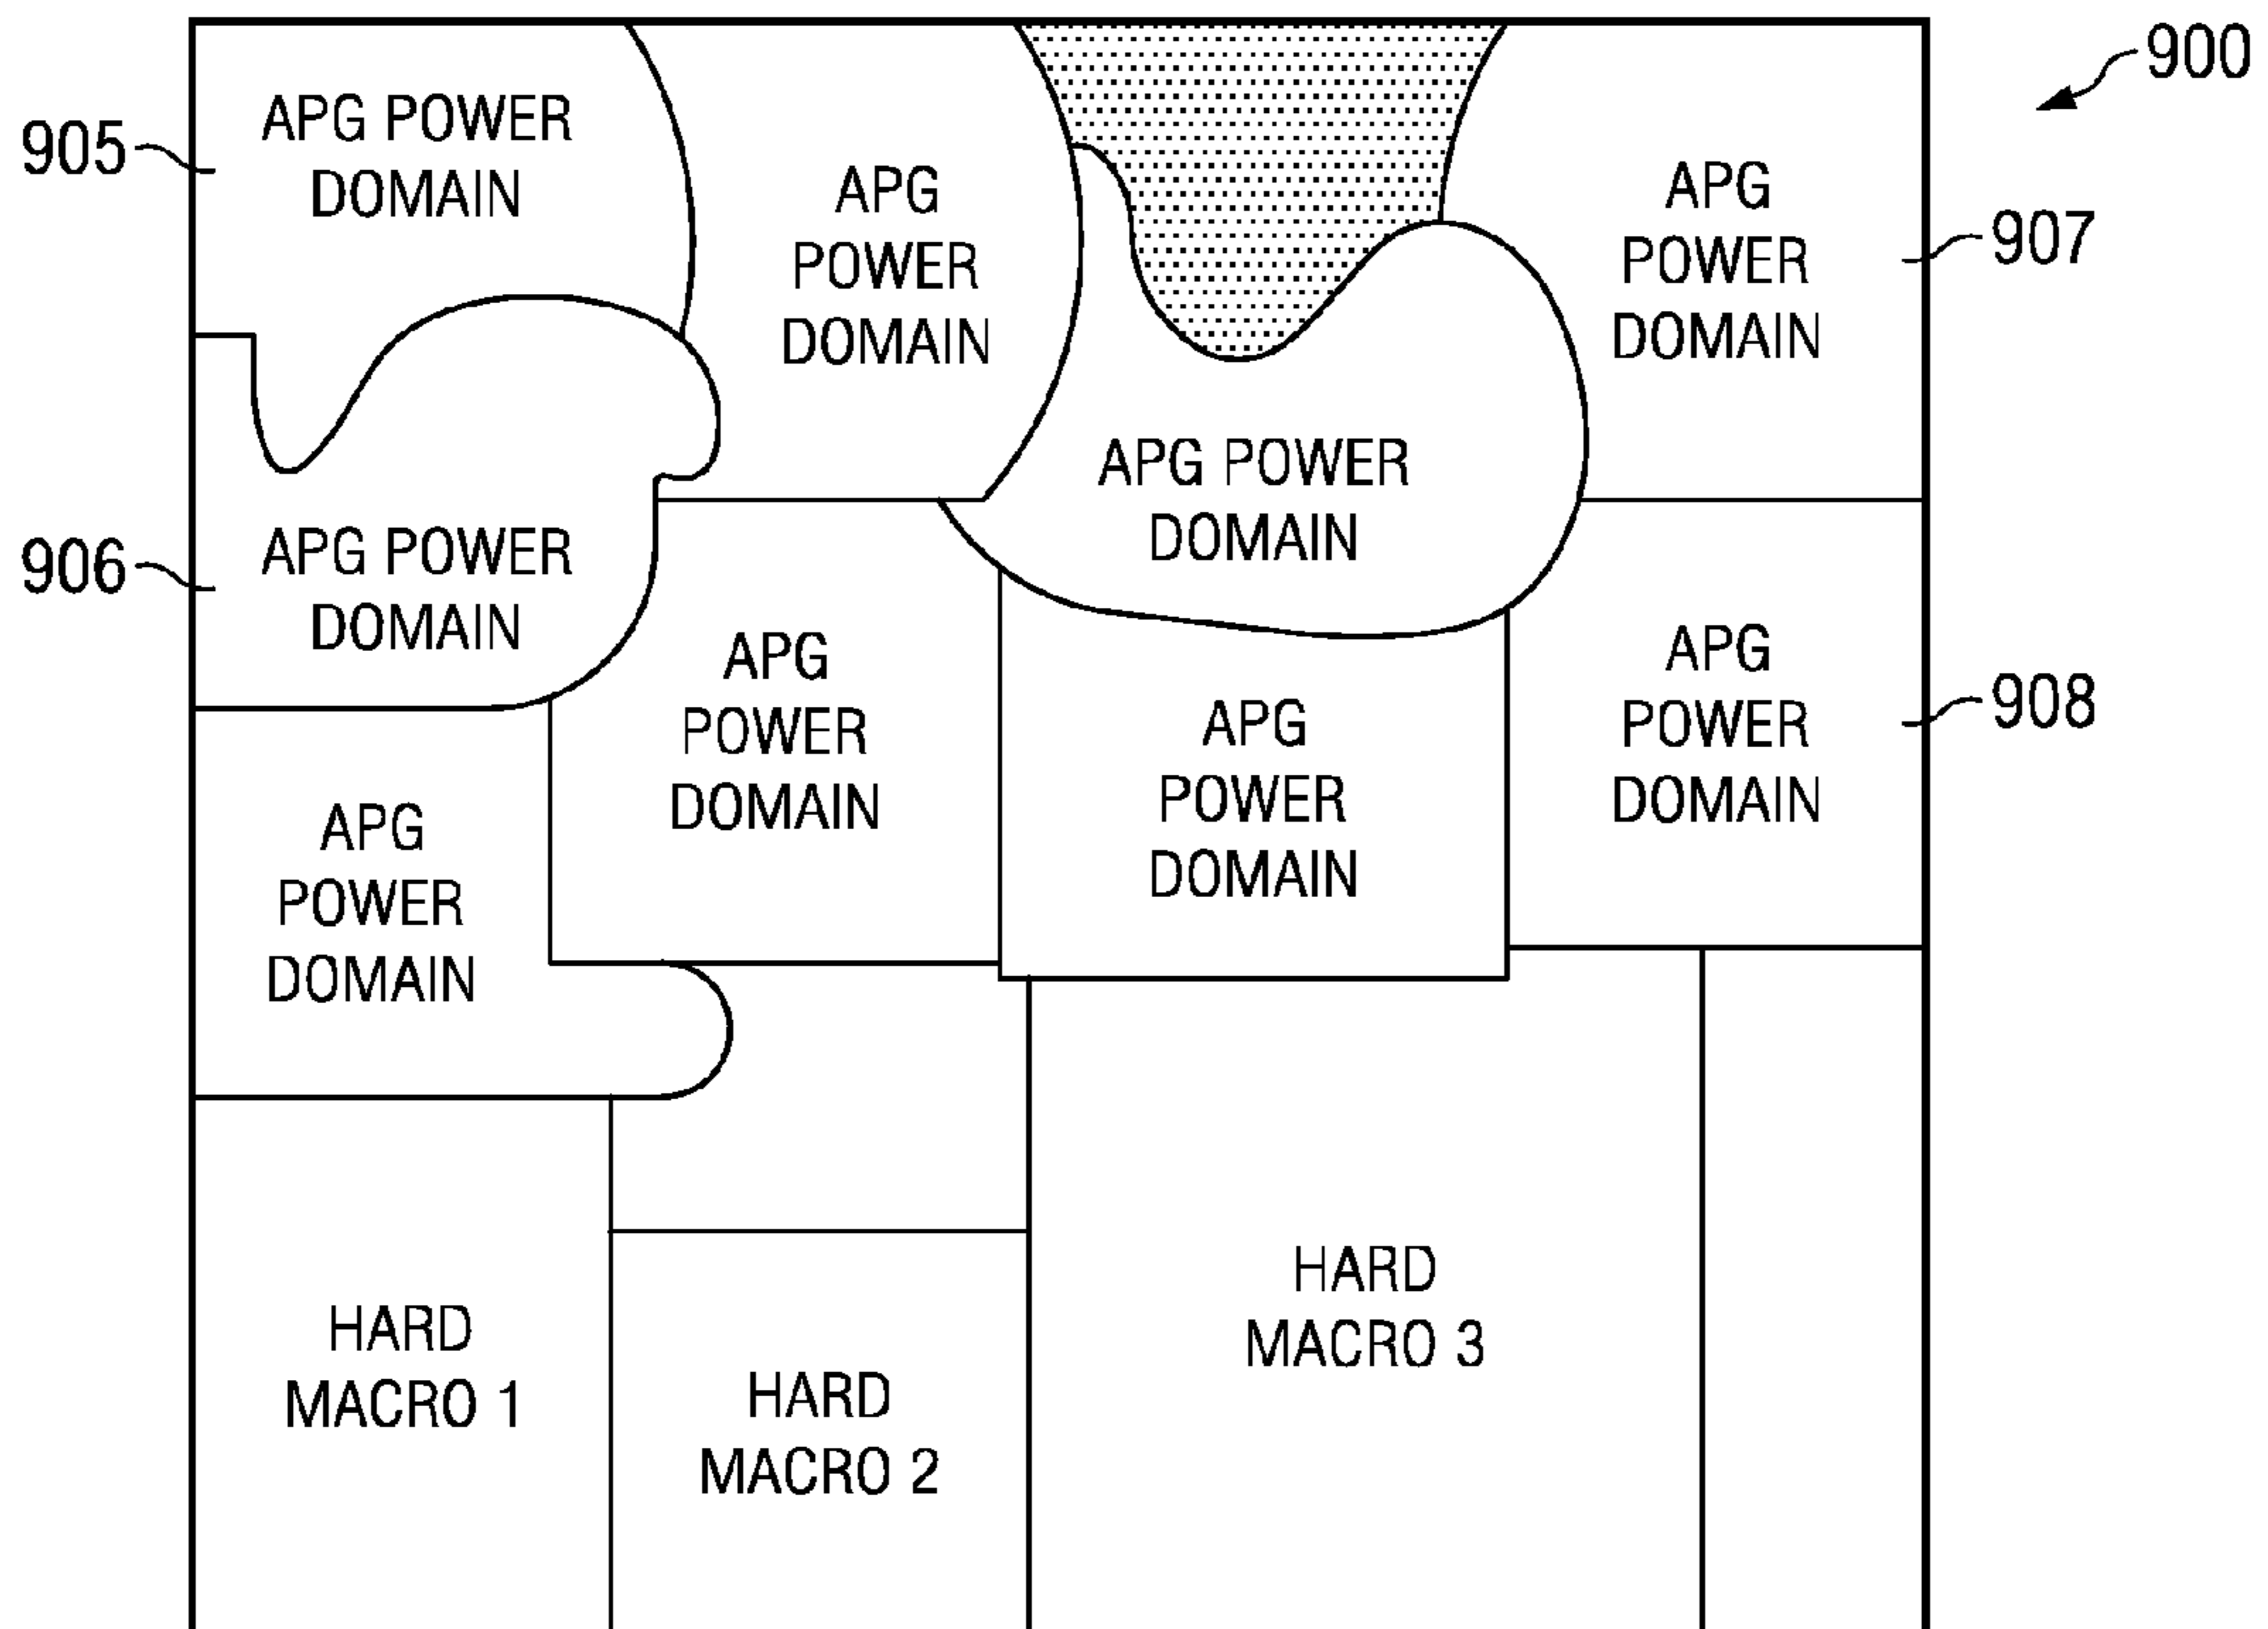 900
905
APG POWER
DOMAIN
APG
POWER
DOMAIN
APG
POWER
DOMAIN
907
APG POWER
DOMAIN
906
APG POWER
DOMAIN
APG
POWER
DOMAIN
APG
POWER
DOMAIN
APG
POWER
DOMAIN
908
APG
POWER
DOMAIN
HARD
MACRO 1
HARD
MACRO 2
HARD
MACRO 3